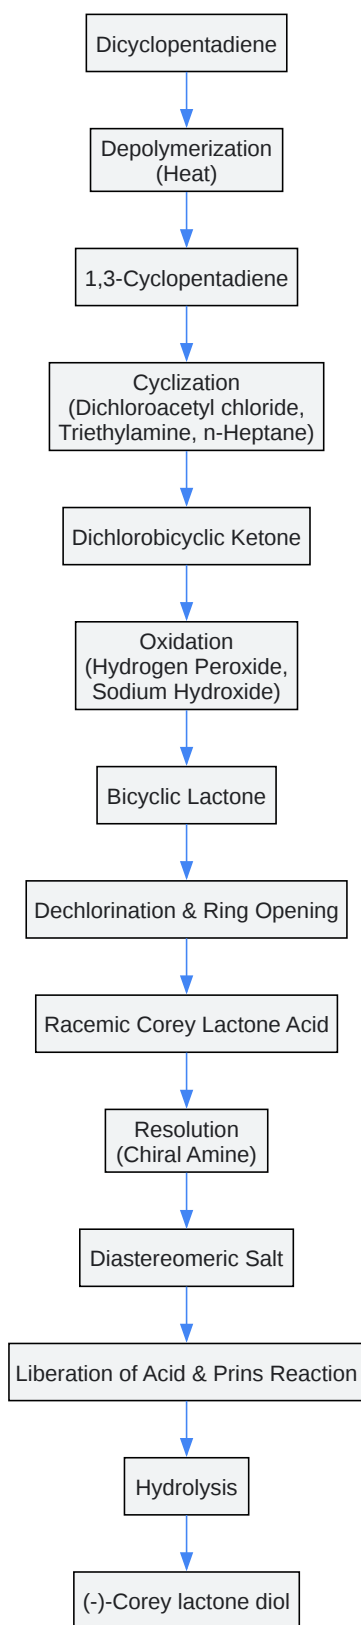 Dicyclopentadiene
Depolymerization
(Heat)
1,3-Cyclopentadiene
Cyclization
(Dichloroacetyl chloride,
Triethylamine, n-Heptane)
Dichlorobicyclic Ketone
Oxidation
(Hydrogen Peroxide,
Sodium Hydroxide)
Bicyclic Lactone
Dechlorination & Ring Opening
Racemic Corey Lactone Acid
Resolution
(Chiral Amine)
Diastereomeric Salt
Liberation of Acid & Prins Reaction
Hydrolysis
(-)-Corey lactone diol